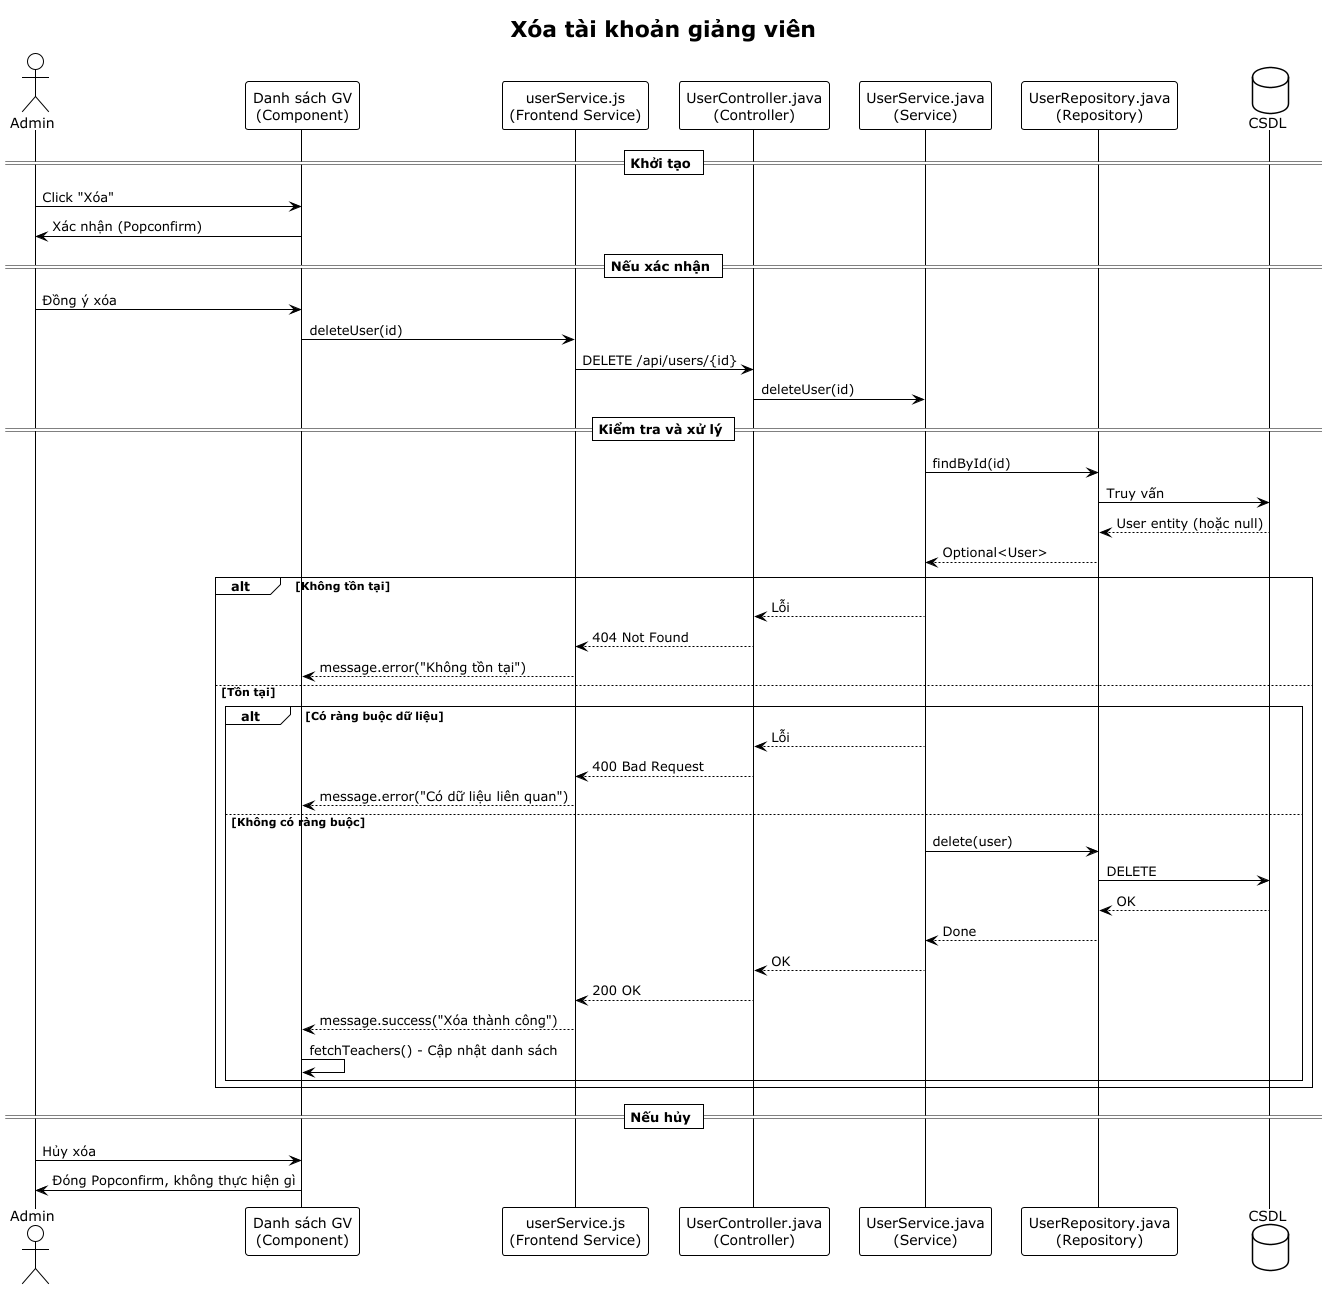 Xóa tài khoản giảng viên
Admin
Danh sách GV
(Component)
userService.js
(Frontend Service)
UserController.java
(Controller)
UserService.java
(Service)
UserRepository.java
(Repository)
CSDL
Khởi tạo
Click "Xóa"
Xác nhận (Popconfirm)
Nếu xác nhận
Đồng ý xóa
deleteUser(id)
DELETE /api/users/{id}
deleteUser(id)
Kiểm tra và xử lý
findById(id)
Truy vấn
User entity (hoặc null)
Optional<User>
alt [Không tồn tại]
Lỗi
404 Not Found
message.error("Không tồn tại")
[Tồn tại]
alt [Có ràng buộc dữ liệu]
Lỗi
400 Bad Request
message.error("Có dữ liệu liên quan")
[Không có ràng buộc]
delete(user)
DELETE
OK
Done
OK
200 OK
message.success("Xóa thành công")
fetchTeachers() - Cập nhật danh sách
Nếu hủy
Hủy xóa
Đóng Popconfirm, không thực hiện gì
Admin
Danh sách GV
(Component)
userService.js
(Frontend Service)
UserController.java
(Controller)
UserService.java
(Service)
UserRepository.java
(Repository)
CSDL